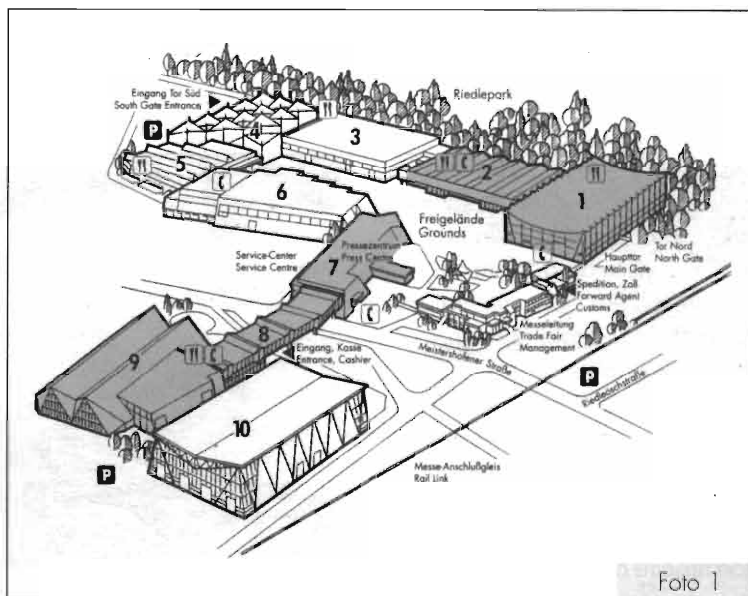 Eingang Tor Süd
South Gate Entrance
Riedlepark
P
4
3
5
2
6
1
Freigelände
Grounds
Pressezentrum
Press Centre
Service-Center
Service Centre
7
Haupttor
Main Gate
Tor Nord
North Gate
Spedition, Zoll
Forward Agent
Customs
Messeleitung
Trade Fair
Management
8
Eingang, Kasse
Entrance, Cashier
Meistershofener Straße
9
P
Riedleöschstraße
10
P
Messe-Anschlußgleis
Rail Link
Foto 1